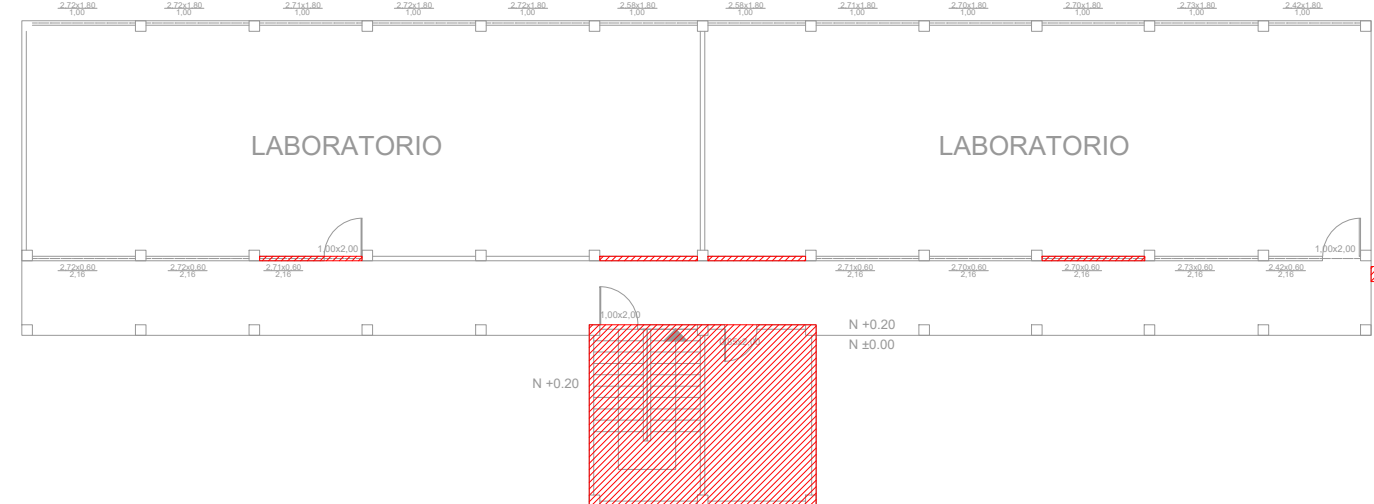 2.72x1.80 2.72x1.80 2.71x1.80 2.72x1.80 2.72x1.80 2.58x1.80 2.58x1.80 2.71x1.80 2.70x1.80 2.70x1.80 2.73x1.80 2.42x1.80
1,00 1,00 1,00 1,00 1,00 1,00 1,00 1,00 1,00 1,00 1,00 1,00
LABORATORIO LABORATORIO
1,00x2,00 1,00x2,00
2.72x0.60 2.72x0.60 2.71x0.60 2.71x0.60 2.70x0.60 2.70x0.60 2.73x0.60 2.42x0.60
2,16 2,16 2,16 2,16 2,16 2,16 2,16 2,16
1,00x2,00
N +0.20
N ±0.00
N +0.20